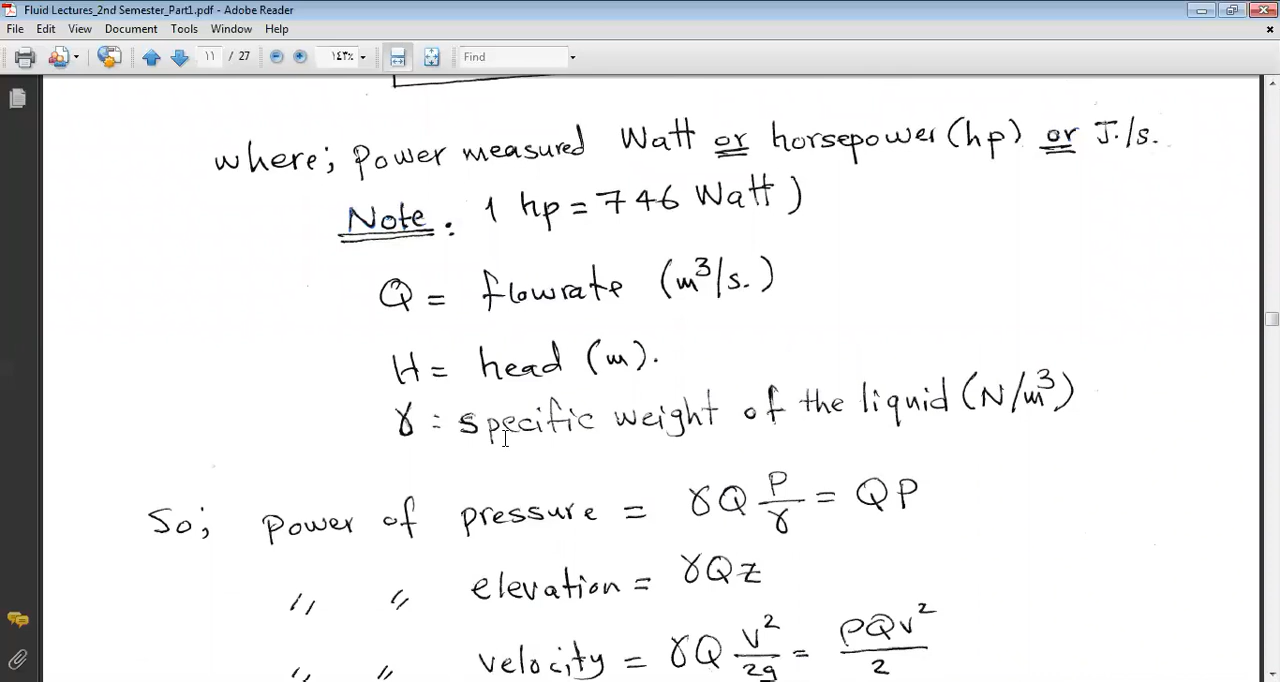 Fluid Lectures_2nd Semester_Part1.pdf - Adobe Reader
File Edit View Document Tools Window Help
١١ / 27 ١٤٣% Find
where; Power measured Watt or horsepower (hp) or J./s.
Note: 1 hp = 746 Watt)
Q = flowrate (m³/s.)
H = head (m).
γ : specific weight of the liquid (N/m³)
So; power of pressure = γQ P/γ = QP
〃 〃 elevation = γQz
〃 〃 velocity = γQ v²/2g = ρQv²/2